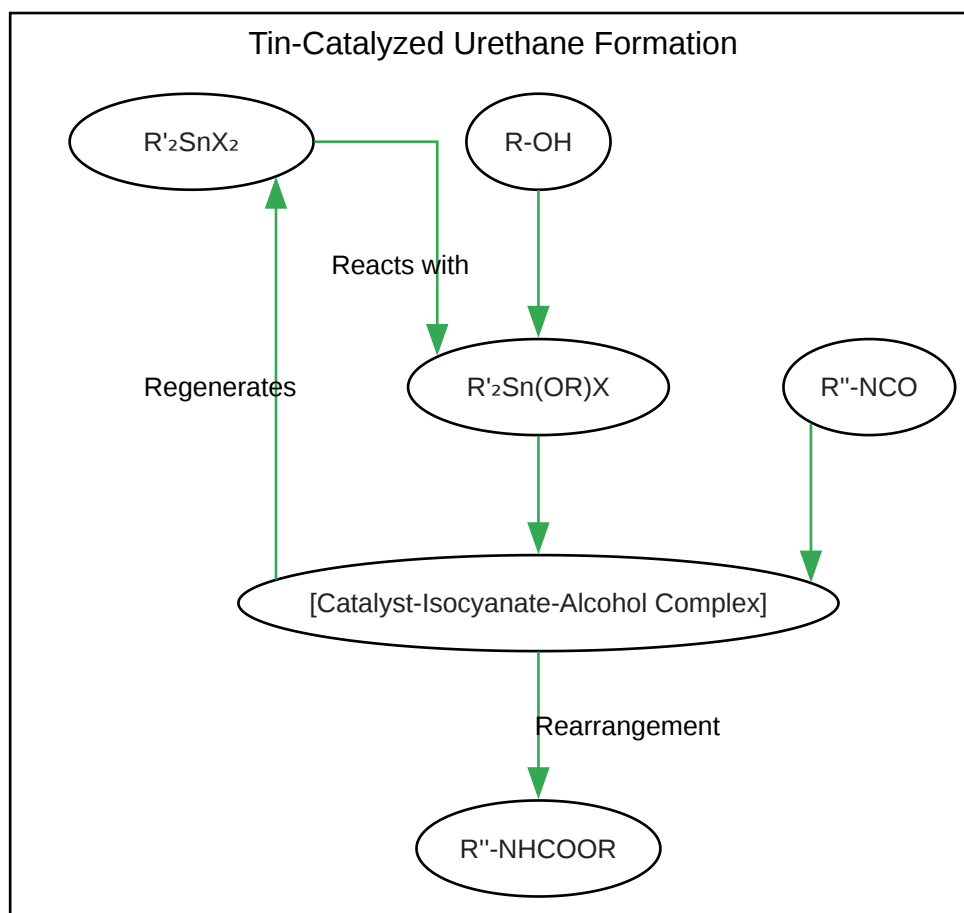 Tin-Catalyzed Urethane Formation
R'₂SnX₂
R-OH
Reacts with
Regenerates
R'₂Sn(OR)X
R''-NCO
[Catalyst-Isocyanate-Alcohol Complex]
Rearrangement
R''-NHCOOR